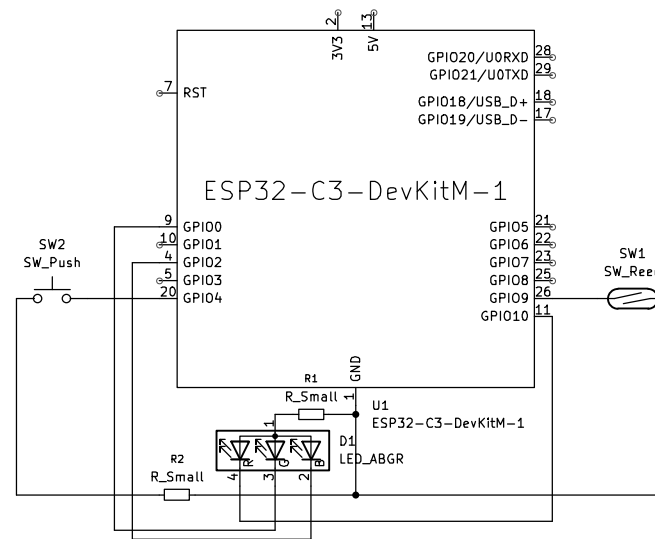 2
3V3
13
5V
GPIO20/U0RXD 28
GPIO21/U0TXD 29
7 RST
GPIO18/USB_D+ 18
GPIO19/USB_D- 17
ESP32-C3-DevKitM-1
9 GPIO0
GPIO5 21
10 GPIO1
GPIO6 22
4 GPIO2
GPIO7 23
5 GPIO3
GPIO8 25
20 GPIO4
GPIO9 26
GPIO10 11
SW2
SW_Push
SW1
SW_Ree
GND
1
R1
R_Small
U1
ESP32-C3-DevKitM-1
1
D1
LED_ABGR
R G B
4 3 2
R2
R_Small